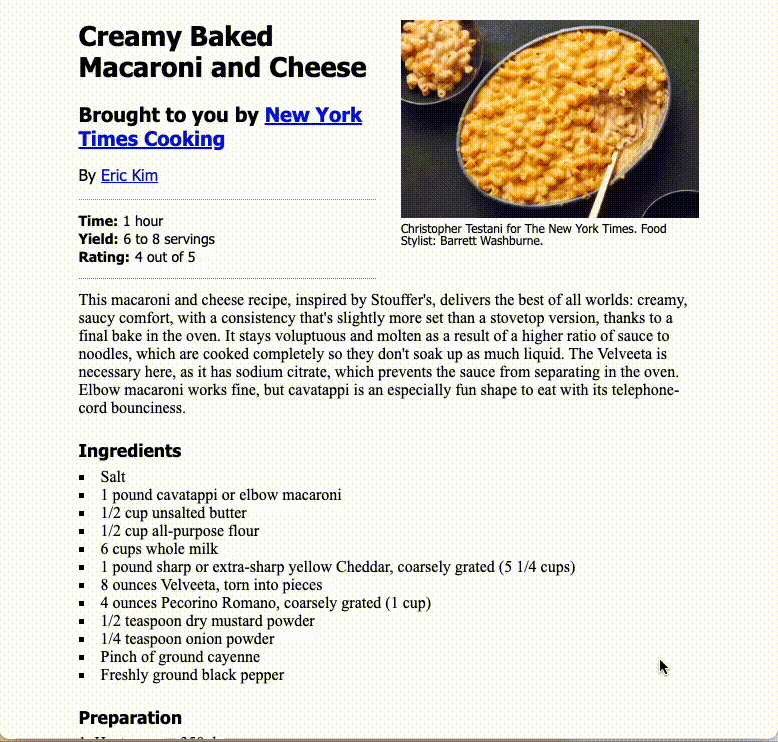 Creamy Baked
Macaroni and Cheese
Brought to you by New York
Times Cooking
By Eric Kim
Time: 1 hour
Yield: 6 to 8 servings
Rating: 4 out of 5
Christopher Testani for The New York Times. Food
Stylist: Barrett Washburne.
This macaroni and cheese recipe, inspired by Stouffer's, delivers the best of all worlds: creamy,
saucy comfort, with a consistency that's slightly more set than a stovetop version, thanks to a
final bake in the oven. It stays voluptuous and molten as a result of a higher ratio of sauce to
noodles, which are cooked completely so they don't soak up as much liquid. The Velveeta is
necessary here, as it has sodium citrate, which prevents the sauce from separating in the oven.
Elbow macaroni works fine, but cavatappi is an especially fun shape to eat with its telephone-
cord bounciness.
Ingredients
▪ Salt
▪ 1 pound cavatappi or elbow macaroni
▪ 1/2 cup unsalted butter
▪ 1/2 cup all-purpose flour
▪ 6 cups whole milk
▪ 1 pound sharp or extra-sharp yellow Cheddar, coarsely grated (5 1/4 cups)
▪ 8 ounces Velveeta, torn into pieces
▪ 4 ounces Pecorino Romano, coarsely grated (1 cup)
▪ 1/2 teaspoon dry mustard powder
▪ 1/4 teaspoon onion powder
▪ Pinch of ground cayenne
▪ Freshly ground black pepper
Preparation